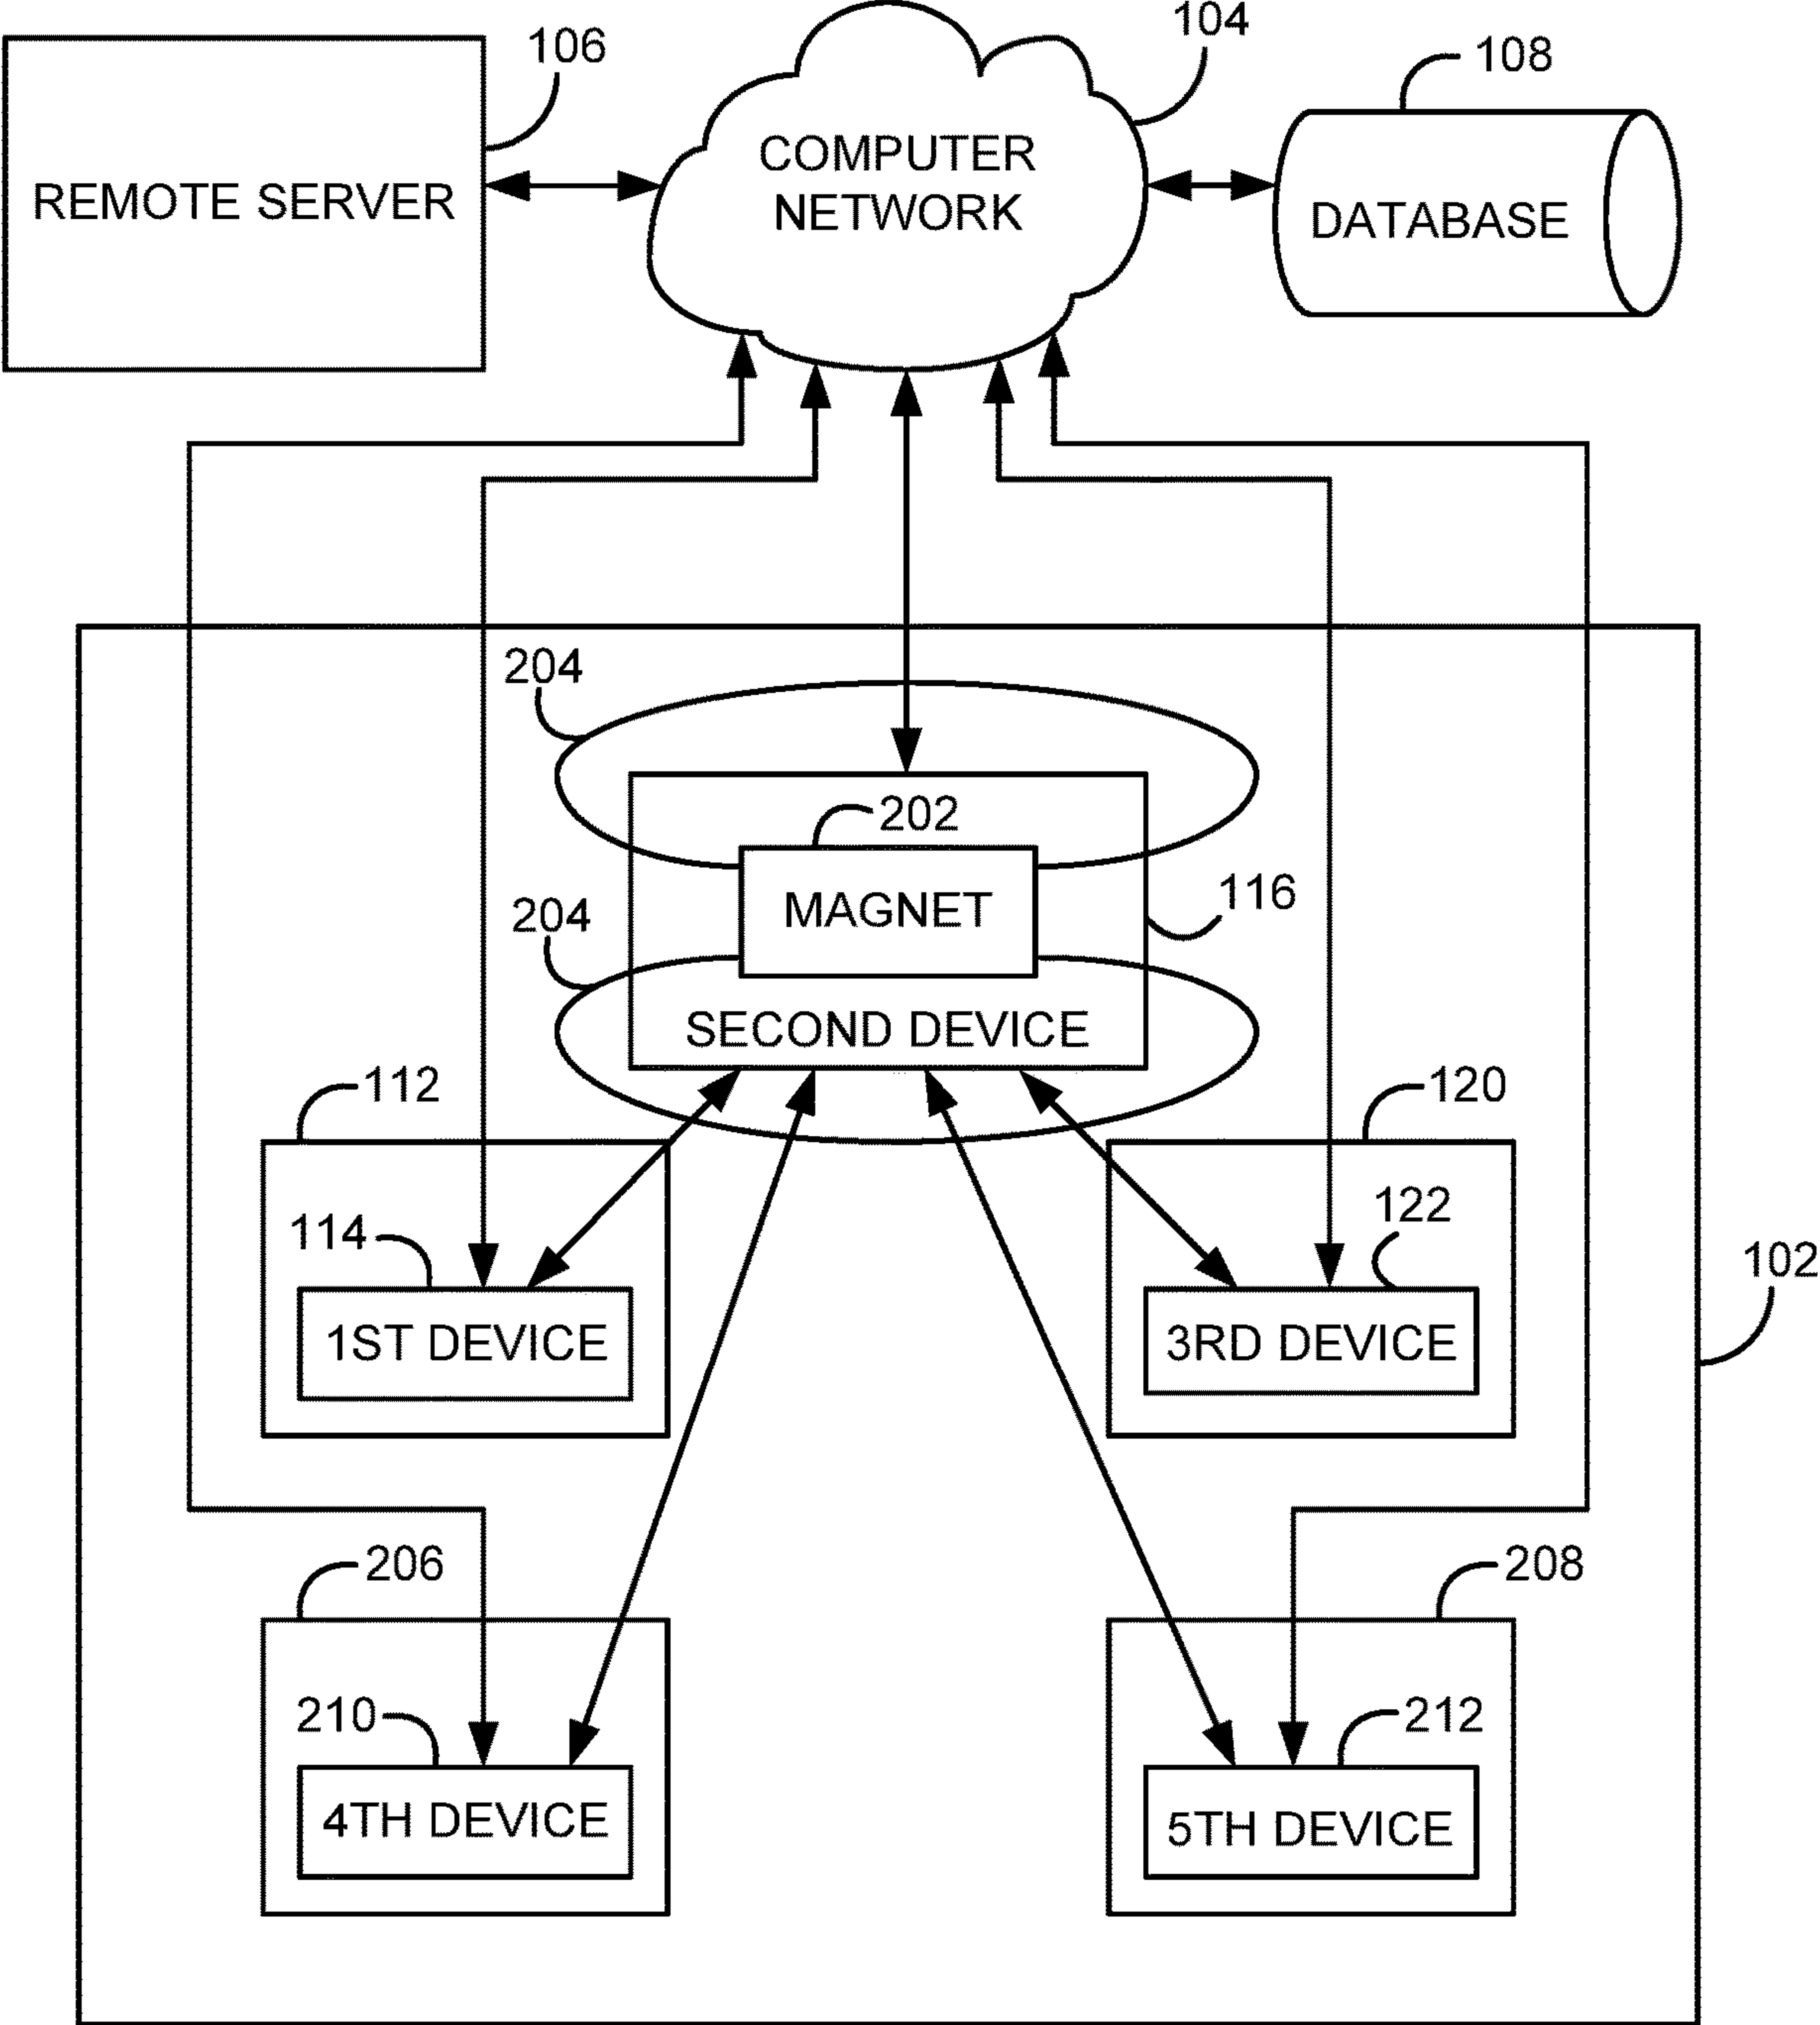 104
106
108
COMPUTER
NETWORK
REMOTE SERVER
DATABASE
204
202
116
MAGNET
204
SECOND DEVICE
112
120
114
122
102
1ST DEVICE
3RD DEVICE
206
208
210
212
4TH DEVICE
5TH DEVICE